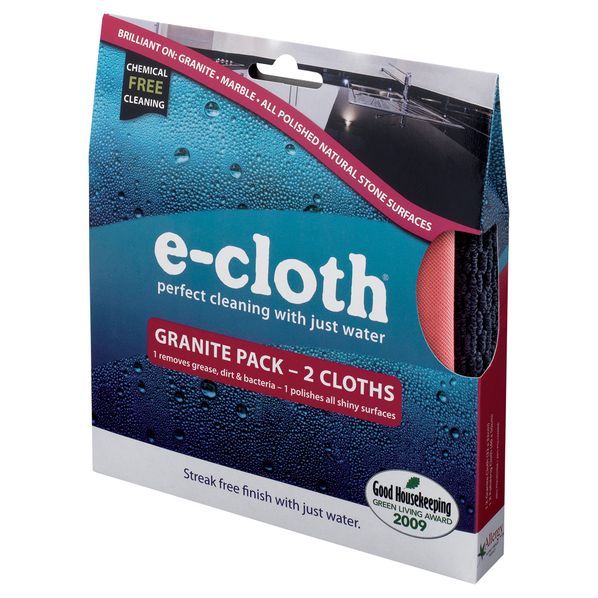 BRILLIANT ON: GRANITE • MARBLE • ALL POLISHED NATURAL STONE SURFACES
CHEMICAL
FREE
CLEANING
e-cloth®
perfect cleaning with just water
GRANITE PACK – 2 CLOTHS
1 removes grease, dirt & bacteria – 1 polishes all shiny surfaces
Streak free finish with just water.
Good Housekeeping
GREEN LIVING AWARD
2009
Allergy